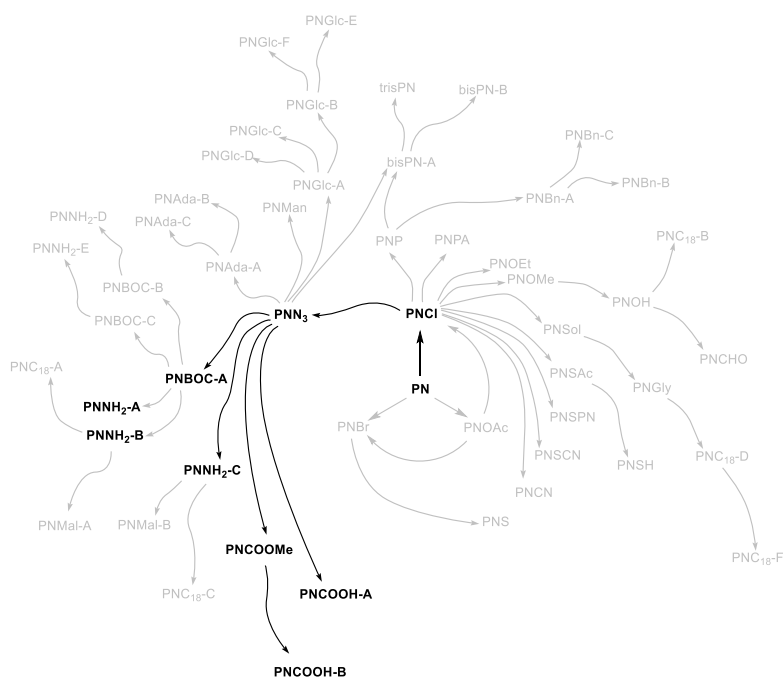 PNGlc-E
PNGlc-F
trisPN
bisPN-B
PNGlc-B
PNGlc-C
PNBn-C
PNGlc-D
bisPN-A
PNGlc-A
PNBn-B
PNAda-B
PNBn-A
PNMan
PNNH₂-D
PNAda-C
PNP
PNPA
PNC₁₈-B
PNNH₂-E
PNAda-A
PNOEt
PNOMe
PNBOC-B
PNOH
PNN₃
PNCl
PNBOC-C
PNSol
PNCHO
PNC₁₈-A
PNBOC-A
PNSAc
PNGly
PN
PNNH₂-A
PNSPN
PNBr
PNOAc
PNNH₂-B
PNSCN
PNC₁₈-D
PNSH
PNNH₂-C
PNCN
PNMal-A
PNMal-B
PNS
PNCOOMe
PNC₁₈-F
PNC₁₈-C
PNCOOH-A
PNCOOH-B